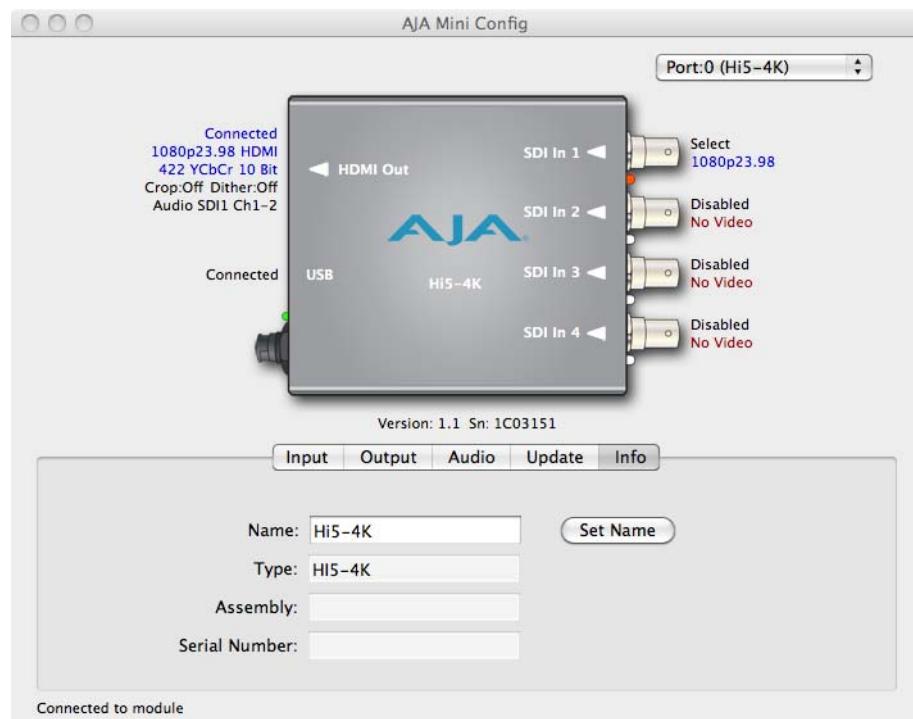 AJA Mini Config
Port:0 (Hi5-4K)
Connected
1080p23.98 HDMI
422 YCbCr 10 Bit
Crop:Off Dither:Off
Audio SDI1 Ch1-2
HDMI Out
SDI In 1
Select
1080p23.98
SDI In 2
Disabled
No Video
AJA
Connected
USB
Hi5-4K
SDI In 3
Disabled
No Video
SDI In 4
Disabled
No Video
Version: 1.1 Sn: 1C03151
Input Output Audio Update Info
Name: Hi5-4K Set Name
Type: HI5-4K
Assembly:
Serial Number:
Connected to module